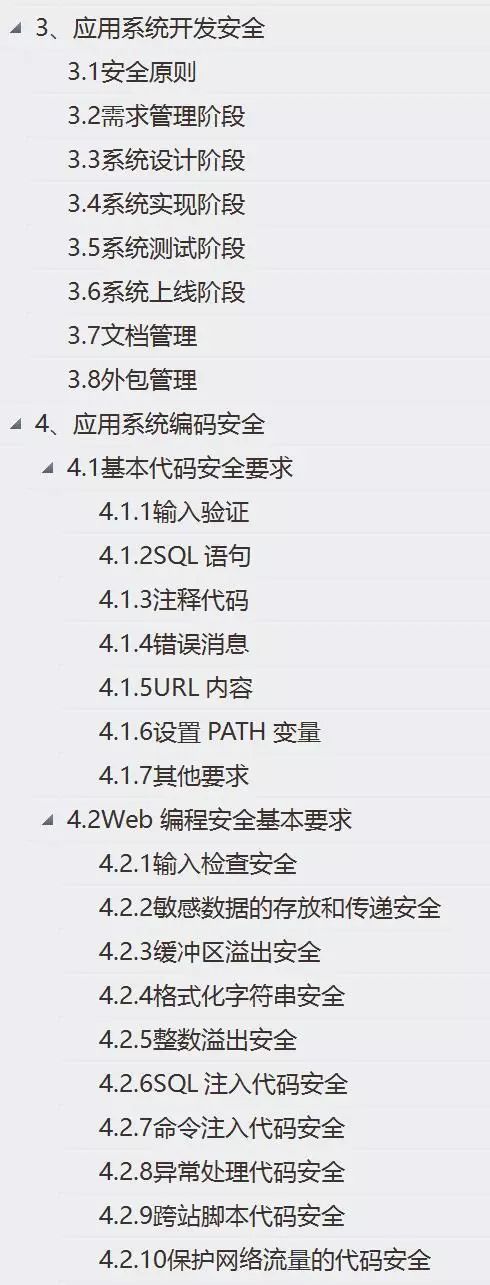 3、应用系统开发安全
3.1安全原则
3.2需求管理阶段
3.3系统设计阶段
3.4系统实现阶段
3.5系统测试阶段
3.6系统上线阶段
3.7文档管理
3.8外包管理
4、应用系统编码安全
4.1基本代码安全要求
4.1.1输入验证
4.1.2SQL 语句
4.1.3注释代码
4.1.4错误消息
4.1.5URL 内容
4.1.6设置 PATH 变量
4.1.7其他要求
4.2Web 编程安全基本要求
4.2.1输入检查安全
4.2.2敏感数据的存放和传递安全
4.2.3缓冲区溢出安全
4.2.4格式化字符串安全
4.2.5整数溢出安全
4.2.6SQL 注入代码安全
4.2.7命令注入代码安全
4.2.8异常处理代码安全
4.2.9跨站脚本代码安全
4.2.10保护网络流量的代码安全